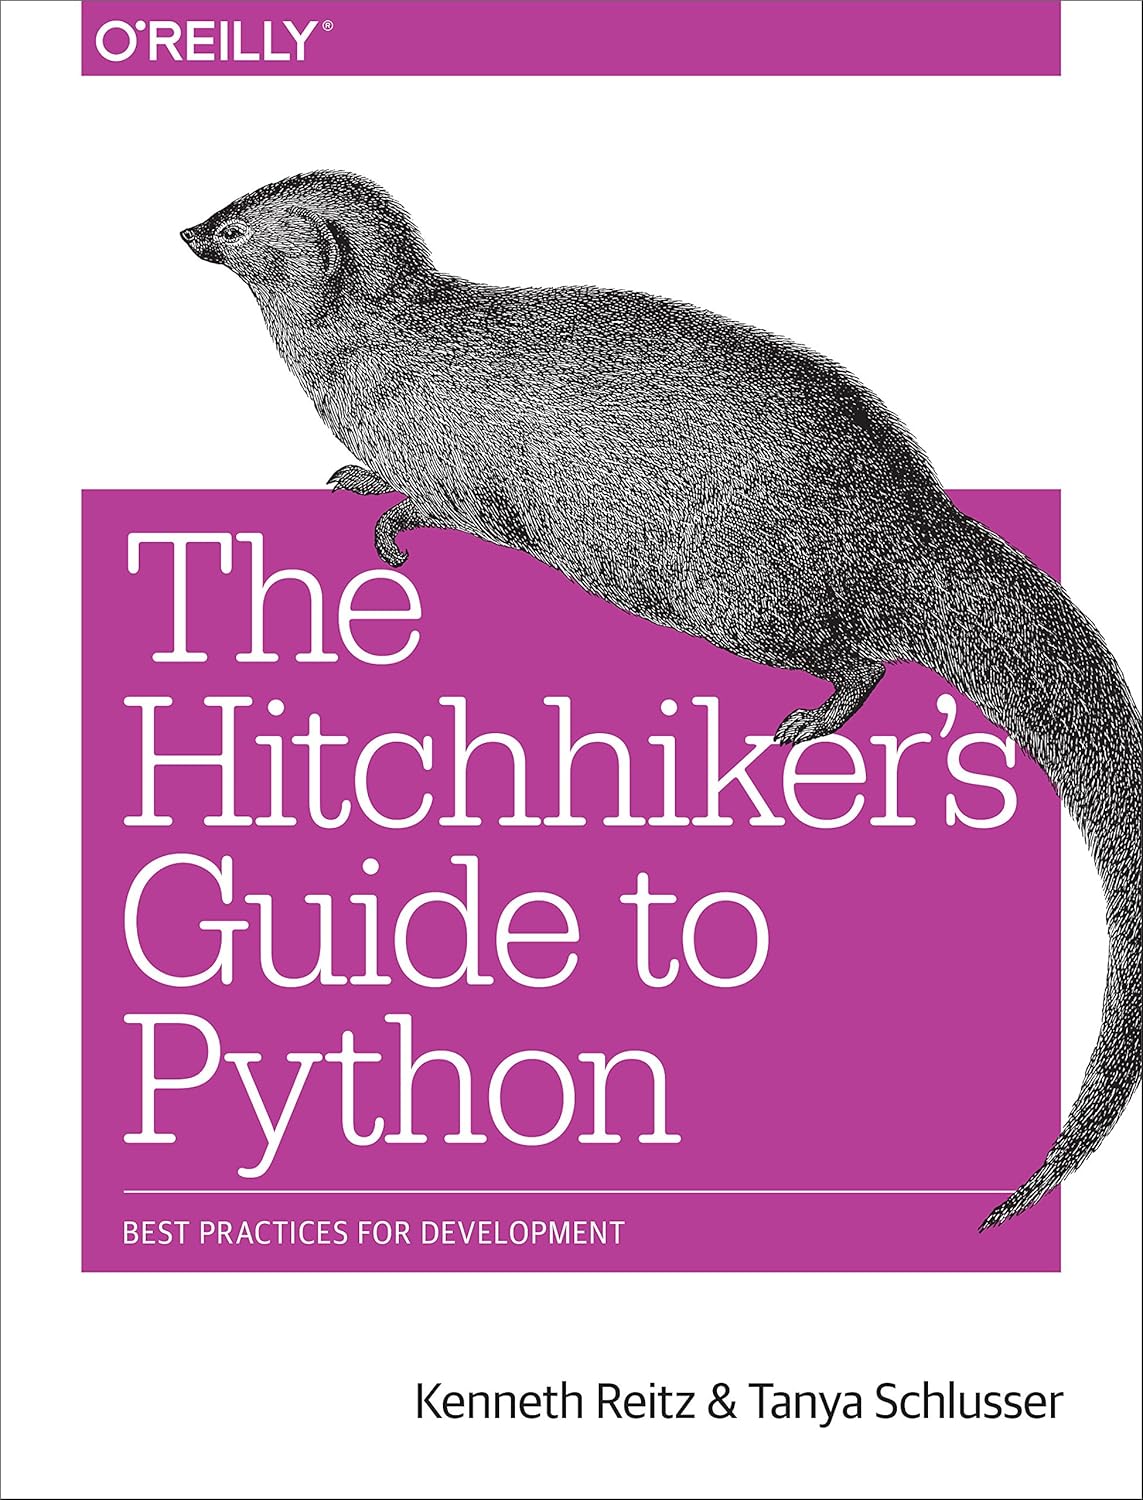 O'REILLY®
The
Hitchhiker's
Guide to
Python
BEST PRACTICES FOR DEVELOPMENT
Kenneth Reitz & Tanya Schlusser